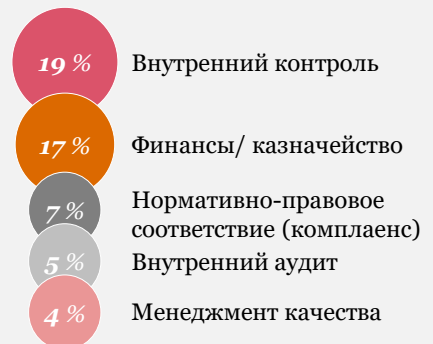 19 % Внутренний контроль
17 % Финансы/ казначейство
7 % Нормативно-правовое
соответствие (комплаенс)
5 % Внутренний аудит
4 % Менеджмент качества